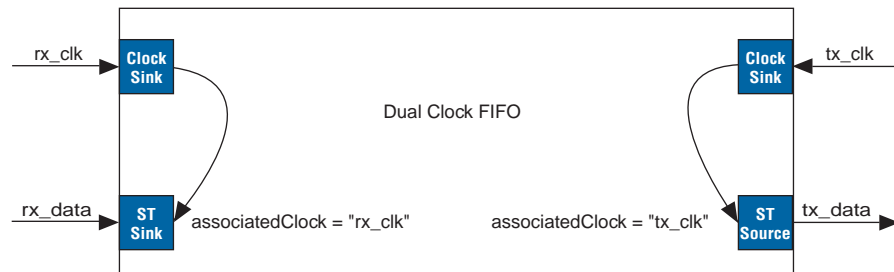 rx_clk
Clock
Sink
Clock
Sink
tx_clk
Dual Clock FIFO
rx_data
ST
Sink
associatedClock = "rx_clk"
associatedClock = "tx_clk"
ST
Source
tx_data